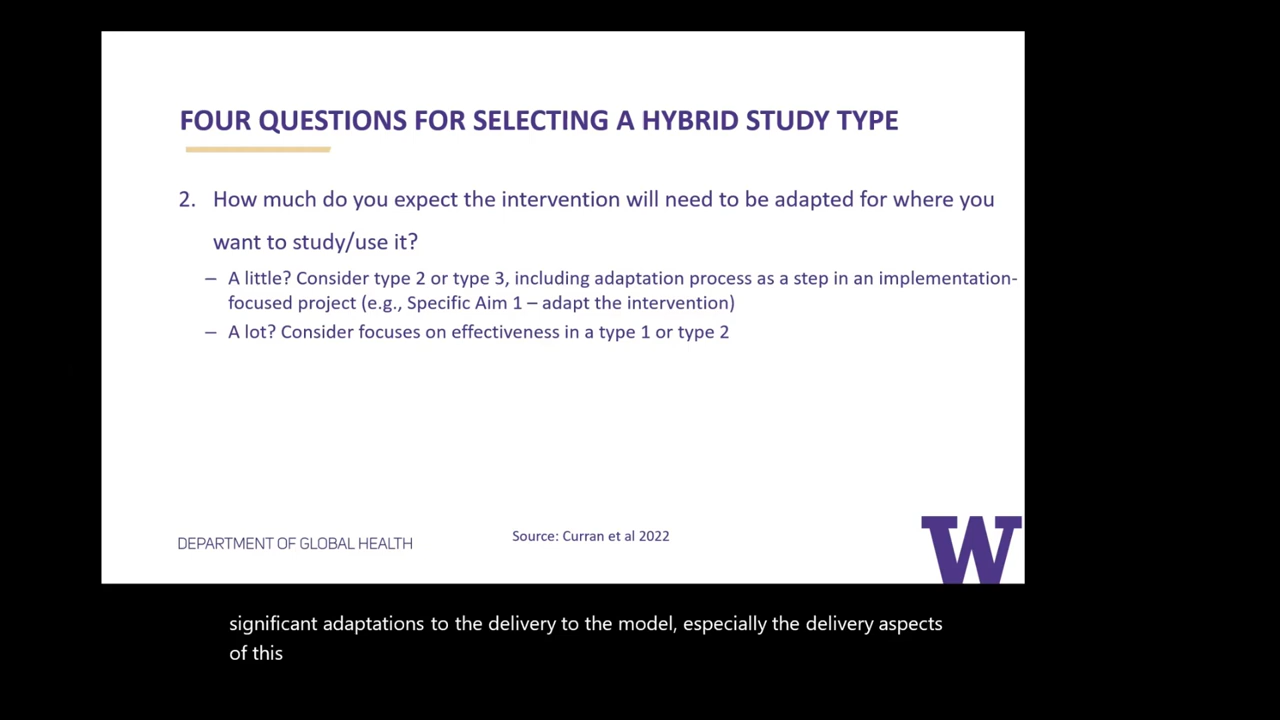 FOUR QUESTIONS FOR SELECTING A HYBRID STUDY TYPE
2. How much do you expect the intervention will need to be adapted for where you
want to study/use it?
– A little? Consider type 2 or type 3, including adaptation process as a step in an implementation-
focused project (e.g., Specific Aim 1 – adapt the intervention)
– A lot? Consider focuses on effectiveness in a type 1 or type 2
Source: Curran et al 2022
DEPARTMENT OF GLOBAL HEALTH
W
significant adaptations to the delivery to the model, especially the delivery aspects
of this